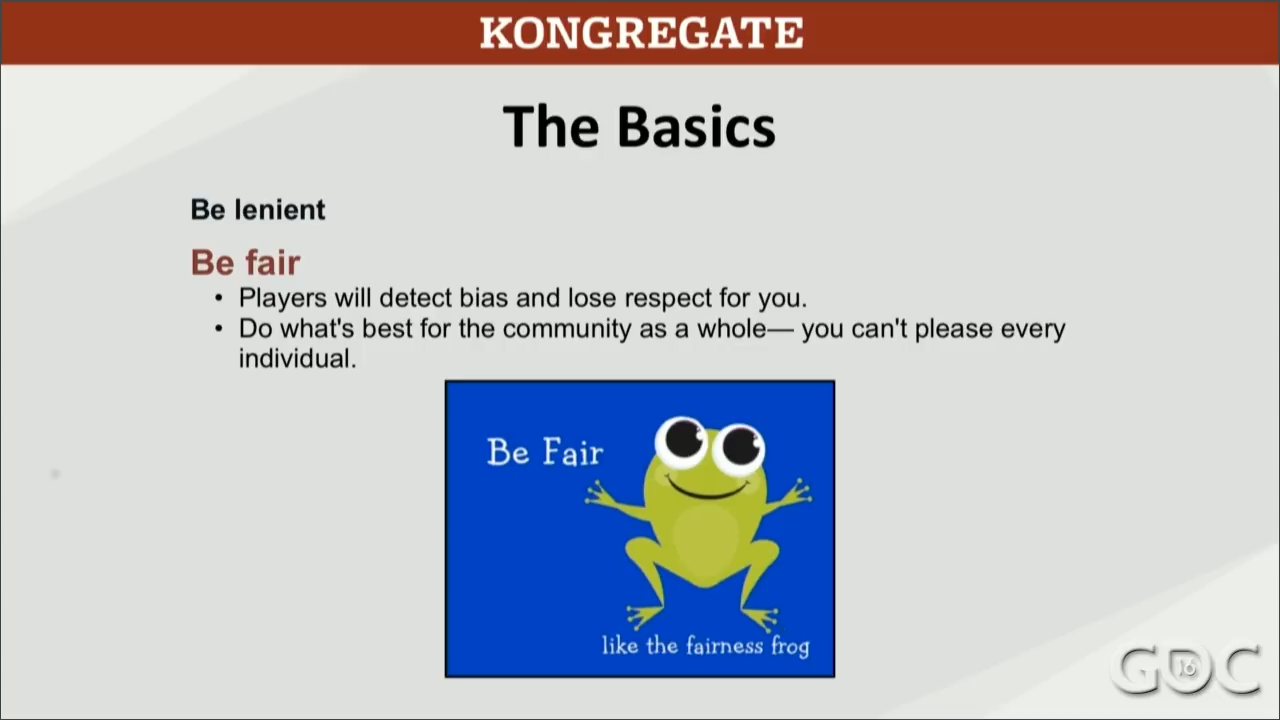 KONGREGATE
The Basics
Be lenient
Be fair
• Players will detect bias and lose respect for you.
• Do what's best for the community as a whole— you can't please every
individual.
Be Fair
like the fairness frog
GDC
16